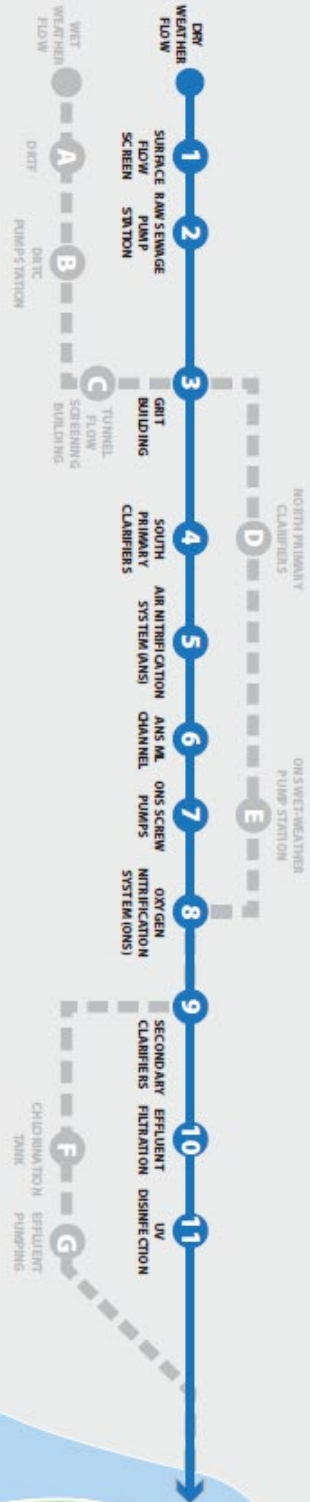 DRY
WEATHER
FLOW
1
SURFACE
FLOW
SCREEN
2
RAW SEWAGE
PUMP
STATION
3
GRIT
BUILDING
4
SOUTH
PRIMARY
CLARIFIERS
5
AIR NITRIFICATION
SYSTEM (ANS)
6
ANS ML
CHANNEL
7
ONS SCREW
PUMPS
8
OXYGEN
NITRIFICATION
SYSTEM (ONS)
9
SECONDARY
CLARIFIERS
10
EFFLUENT
FILTRATION
11
UV
DISINFECTION
WET
WEATHER
FLOW
A
DRTF
B
DRTC
PUMP STATION
C
TUNNEL
FLOW
SCREENING
BUILDING
D
NORTH PRIMARY
CLARIFIERS
E
ONS WET-WEATHER
PUMP STATION
F
CHLORINATION
TANK
G
EFFLUENT
PUMPING